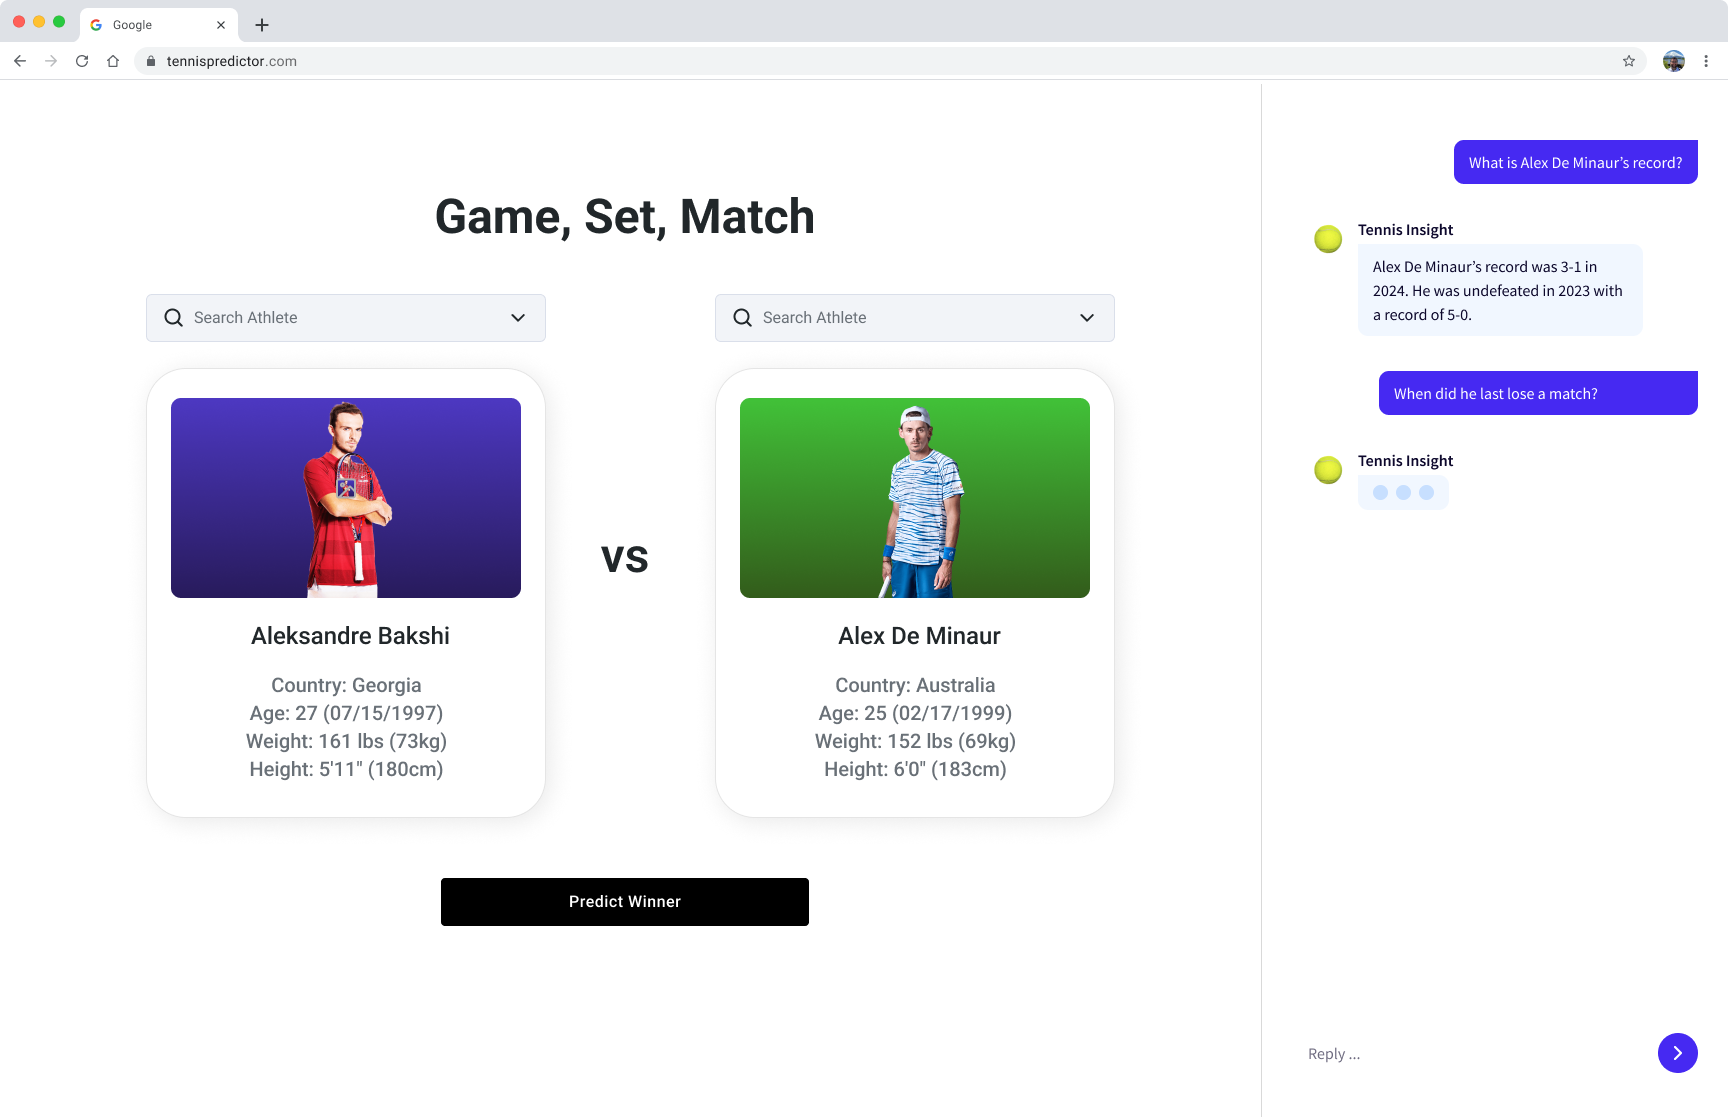 Google
tennispredictor.com
Game, Set, Match
Search Athlete
Search Athlete
vs
Aleksandre Bakshi
Country: Georgia
Age: 27 (07/15/1997)
Weight: 161 lbs (73kg)
Height: 5'11" (180cm)
Alex De Minaur
Country: Australia
Age: 25 (02/17/1999)
Weight: 152 lbs (69kg)
Height: 6'0" (183cm)
Predict Winner
What is Alex De Minaur’s record?
Tennis Insight
Alex De Minaur’s record was 3-1 in
2024. He was undefeated in 2023 with
a record of 5-0.
When did he last lose a match?
Tennis Insight
Reply ...